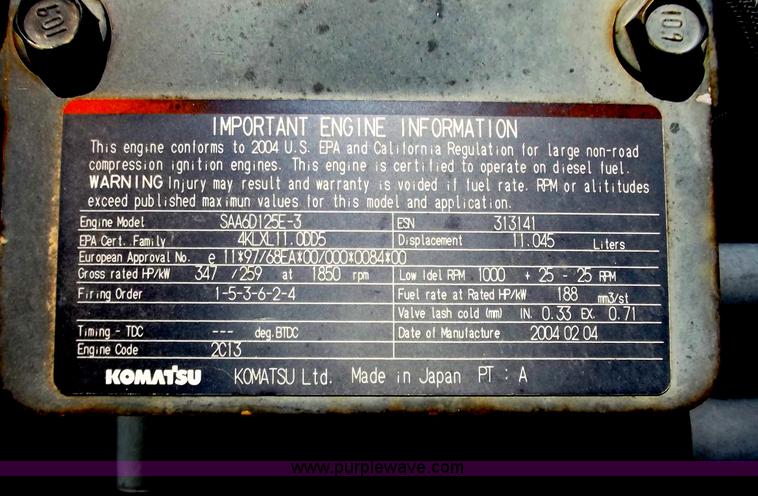 109
109
IMPORTANT ENGINE INFORMATION
This engine conforms to 2004 U.S. EPA and California Regulation for large non-road
compression ignition engines. This engine is certified to operate on diesel fuel.
WARNING Injury may result and warranty is voided if fuel rate. RPM or alititudes
exceed published maximun values for this model and application.
Engine Model SAA6D125E-3 ESN 313141
EPA Cert. Family 4KLXL11.0DD5 Displacement 11.045 Liters
European Approval No. e 11*97/68EA*00/000*0084*00
Gross rated HP/kW 347 /259 at 1850 rpm Low Idel RPM 1000 + 25 - 25 RPM
Firing Order 1-5-3-6-2-4 Fuel rate at Rated HP/kW 188 mm3/st
Valve lash cold (mm) IN. 0.33 EX. 0.71
Timing - TDC --- deg.BTDC Date of Manufacture 2004 02 04
Engine Code 2C13
KOMATSU KOMATSU Ltd. Made in Japan PT : A
www.purplewave.com